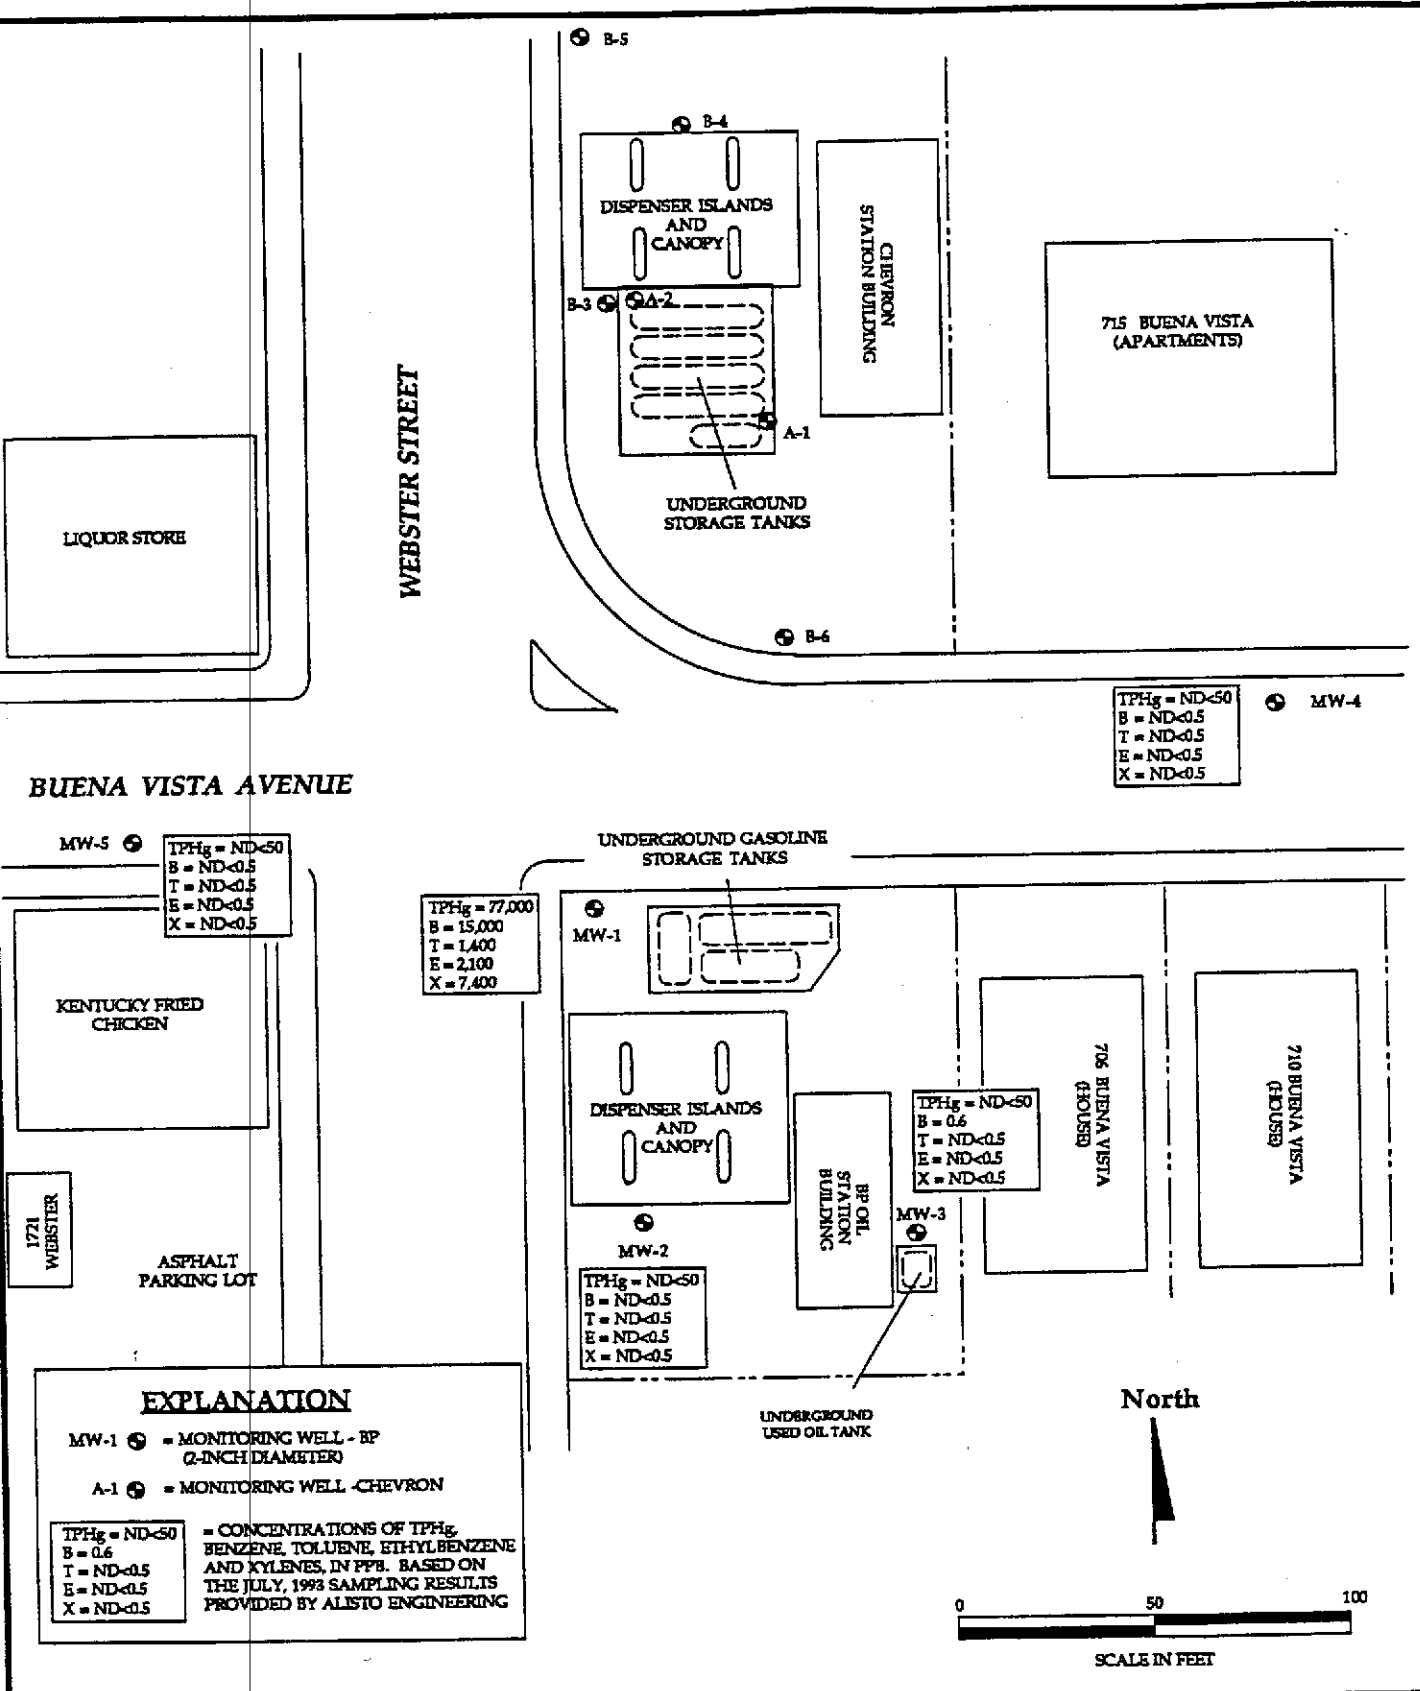 B-5
B-4
DISPENSER ISLANDS
AND
CANOPY
CHEVRON
STATION BUILDING
B-3
A-2
715 BUENA VISTA
(APARTMENTS)
A-1
WEBSTER STREET
UNDERGROUND
STORAGE TANKS
LIQUOR STORE
B-6
TPHg = ND<50
B = ND<0.5
T = ND<0.5
E = ND<0.5
X = ND<0.5
MW-4
BUENA VISTA AVENUE
MW-5
TPHg = ND<50
B = ND<0.5
T = ND<0.5
E = ND<0.5
X = ND<0.5
UNDERGROUND GASOLINE
STORAGE TANKS
TPHg = 77,000
B = 15,000
T = 1,400
E = 2,100
X = 7,400
MW-1
KENTUCKY FRIED
CHICKEN
DISPENSER ISLANDS
AND
CANOPY
BP OIL
STATION
BUILDING
TPHg = ND<50
B = 0.6
T = ND<0.5
E = ND<0.5
X = ND<0.5
706 BUENA VISTA
(HOUSE)
710 BUENA VISTA
(HOUSE)
1721
WEBSTER
ASPHALT
PARKING LOT
MW-2
TPHg = ND<50
B = ND<0.5
T = ND<0.5
E = ND<0.5
X = ND<0.5
MW-3
UNDERGROUND
USED OIL TANK
EXPLANATION
MW-1 = MONITORING WELL - BP
(2-INCH DIAMETER)
A-1 = MONITORING WELL -CHEVRON
TPHg = ND<50
B = 0.6
T = ND<0.5
E = ND<0.5
X = ND<0.5
= CONCENTRATIONS OF TPHg,
BENZENE, TOLUENE, ETHYLBENZENE
AND XYLENES, IN PPB. BASED ON
THE JULY, 1993 SAMPLING RESULTS
PROVIDED BY ALISTO ENGINEERING
North
0 50 100
SCALE IN FEET